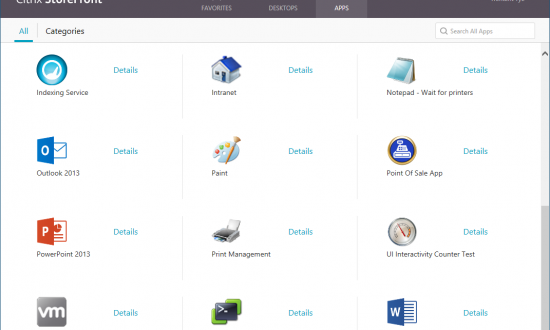 Citrix StoreFront
FAVORITES DESKTOPS APPS
All Categories Search All Apps
Details Details Details
Indexing Service Intranet Notepad - Wait for printers
Details Details Details
Outlook 2013 Paint Point Of Sale App
Details Details Details
PowerPoint 2013 Print Management UI Interactivity Counter Test
vm Details Details Details